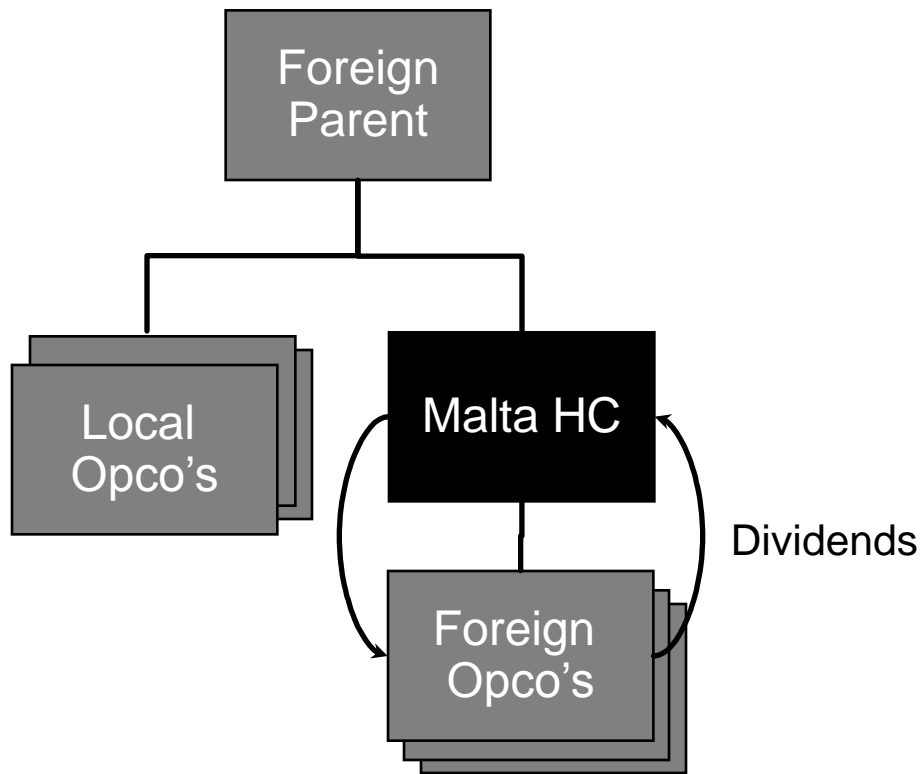 Foreign
Parent
Local
Opco’s
Malta HC
Dividends
Foreign
Opco’s